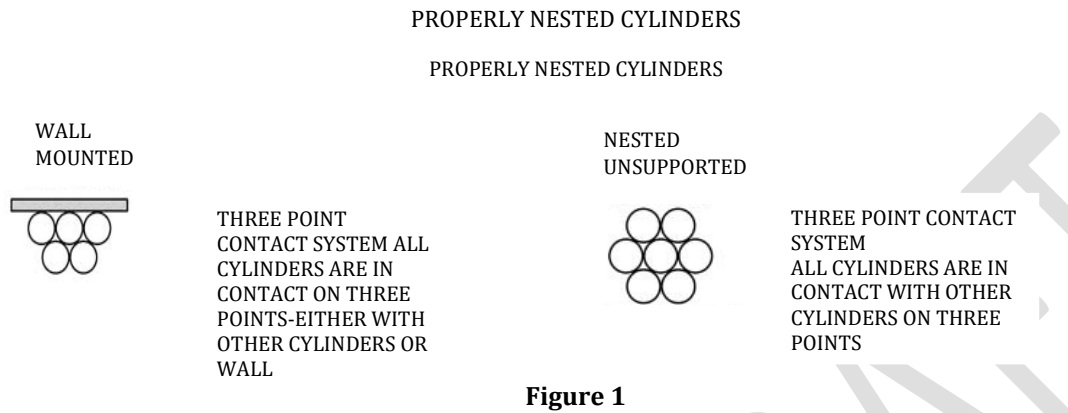 PROPERLY NESTED CYLINDERS
PROPERLY NESTED CYLINDERS
WALL
MOUNTED
THREE POINT
CONTACT SYSTEM ALL
CYLINDERS ARE IN
CONTACT ON THREE
POINTS-EITHER WITH
OTHER CYLINDERS OR
WALL
NESTED
UNSUPPORTED
THREE POINT CONTACT
SYSTEM
ALL CYLINDERS ARE IN
CONTACT WITH OTHER
CYLINDERS ON THREE
POINTS
Figure 1